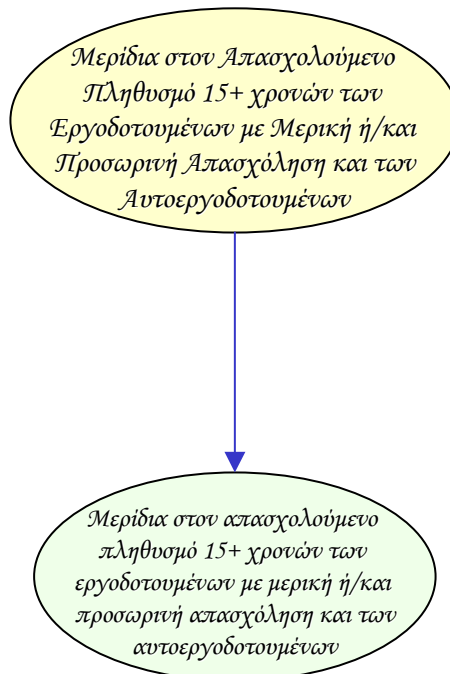 Μερίδια στον Απασχολούμενο
Πληθυσμό 15+ χρονών των
Εργοδοτουμένων με Μερική ή/και
Προσωρινή Απασχόληση και των
Αυτοεργοδοτουμένων
Μερίδια στον απασχολούμενο
πληθυσμό 15+ χρονών των
εργοδοτουμένων με μερική ή/και
προσωρινή απασχόληση και των
αυτοεργοδοτουμένων